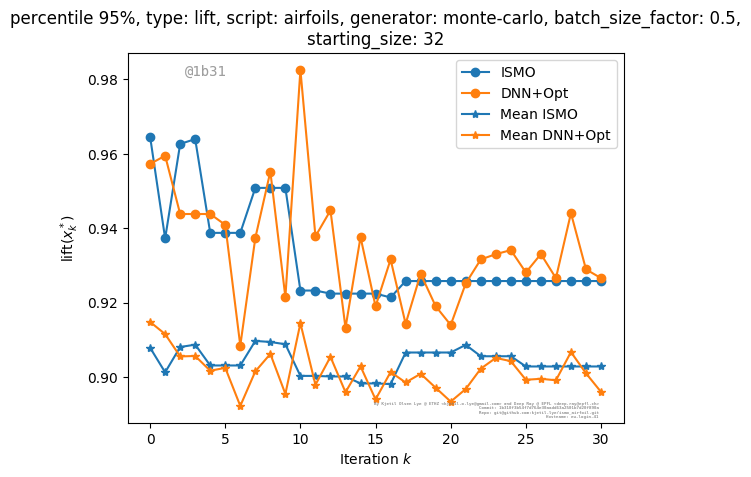 percentile 95%, type: lift, script: airfoils, generator: monte-carlo, batch_size_factor: 0.5,
starting_size: 32
@1b31
ISMO
DNN+Opt
Mean ISMO
Mean DNN+Opt
0.98
0.96
0.94
0.92
0.90
lift(x*k)
0 5 10 15 20 25 30
Iteration k